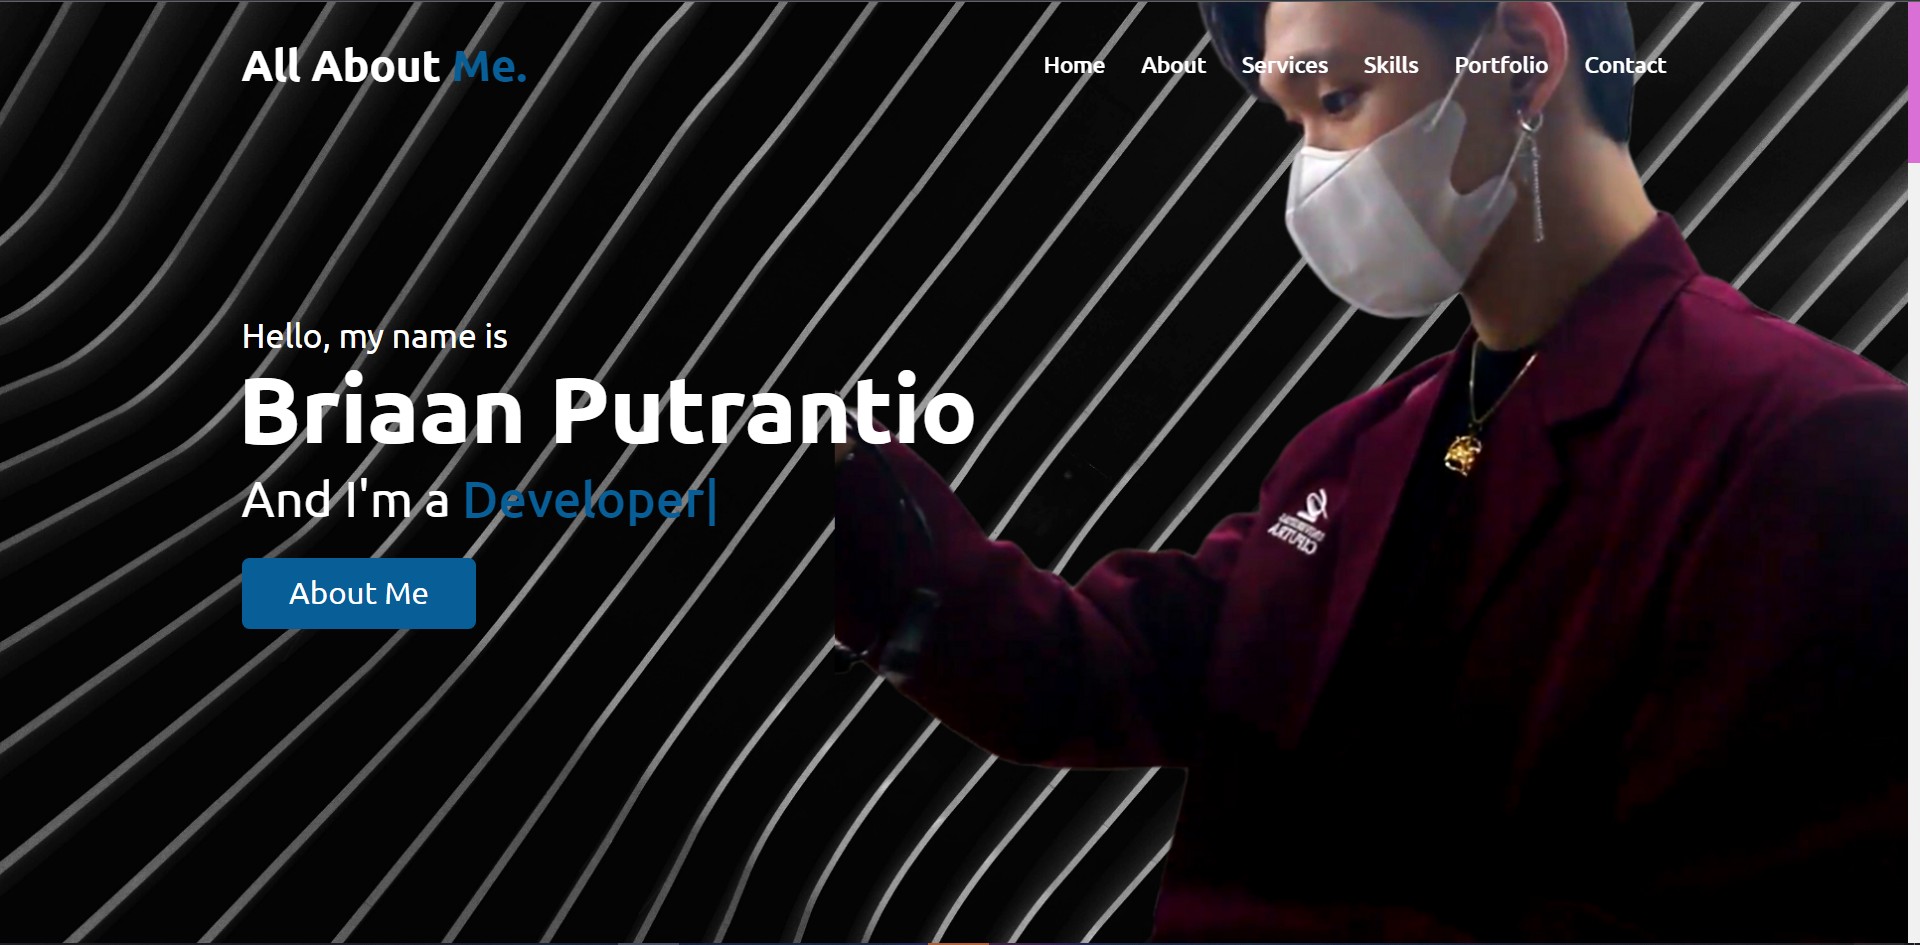 All About Me.
Home About Services Skills Portfolio Contact
Hello, my name is
Briaan Putrantio
And I'm a Developer|
About Me
CIPUTRA